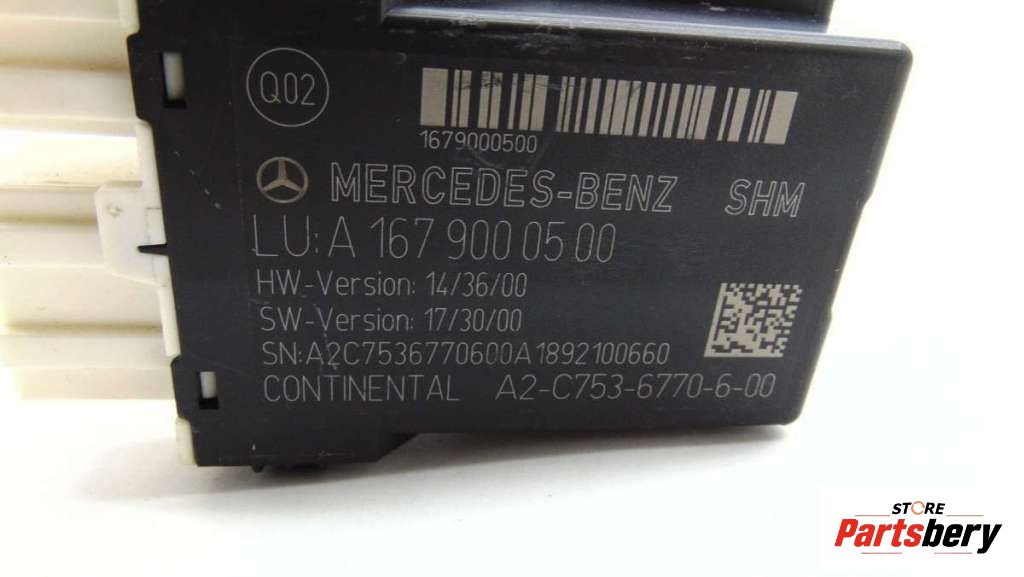 Q02
1679000500
MERCEDES-BENZ SHM
LU: A 167 900 05 00
HW-Version: 14/36/00
SW-Version: 17/30/00
SN:A2C7536770600A1892100660
CONTINENTAL A2-C753-6770-6-00
STORE
Partsbery